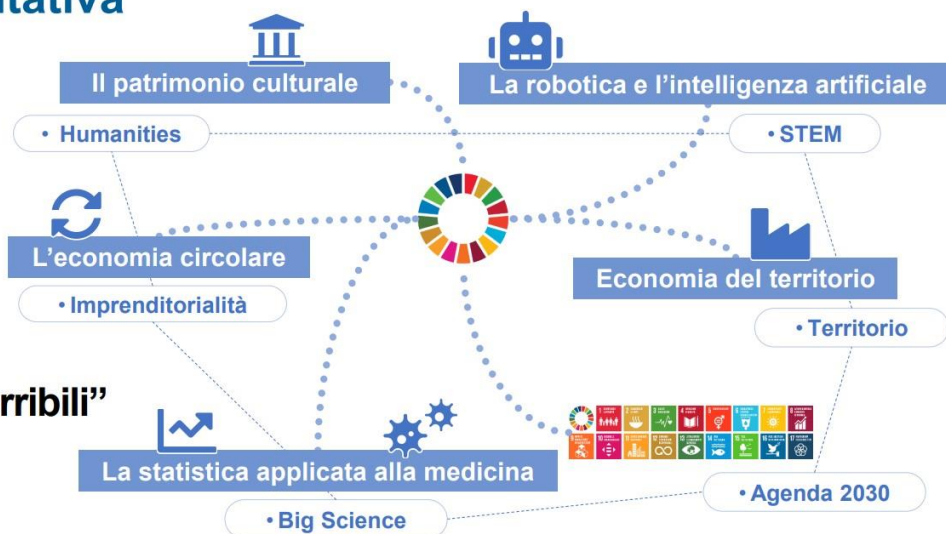 itativa
Il patrimonio culturale
La robotica e l’intelligenza artificiale
• Humanities
• STEM
L’economia circolare
Economia del territorio
• Imprenditorialità
• Territorio
rribili”
La statistica applicata alla medicina
• Agenda 2030
• Big Science